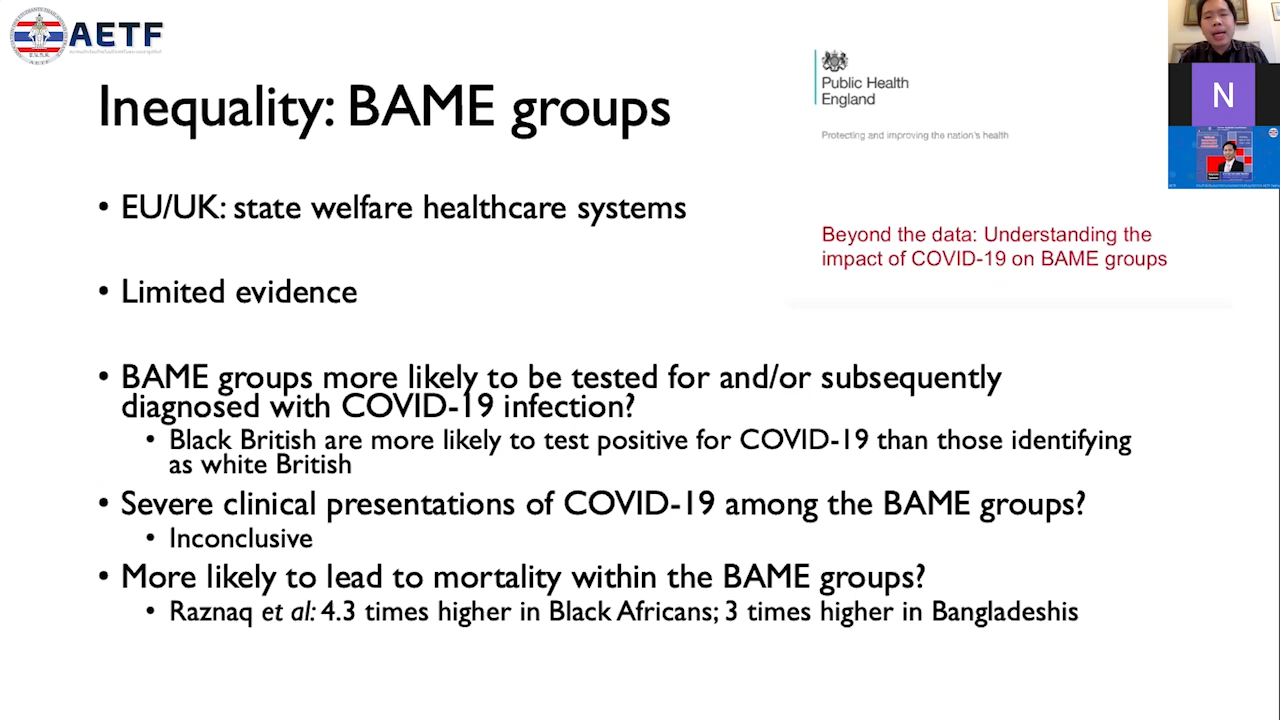 AETF
Inequality: BAME groups
Public Health
England
Protecting and improving the nation's health
Beyond the data: Understanding the
impact of COVID-19 on BAME groups
N
• EU/UK: state welfare healthcare systems
• Limited evidence
• BAME groups more likely to be tested for and/or subsequently
diagnosed with COVID-19 infection?
• Black British are more likely to test positive for COVID-19 than those identifying
as white British
• Severe clinical presentations of COVID-19 among the BAME groups?
• Inconclusive
• More likely to lead to mortality within the BAME groups?
• Raznaq et al: 4.3 times higher in Black Africans; 3 times higher in Bangladeshis